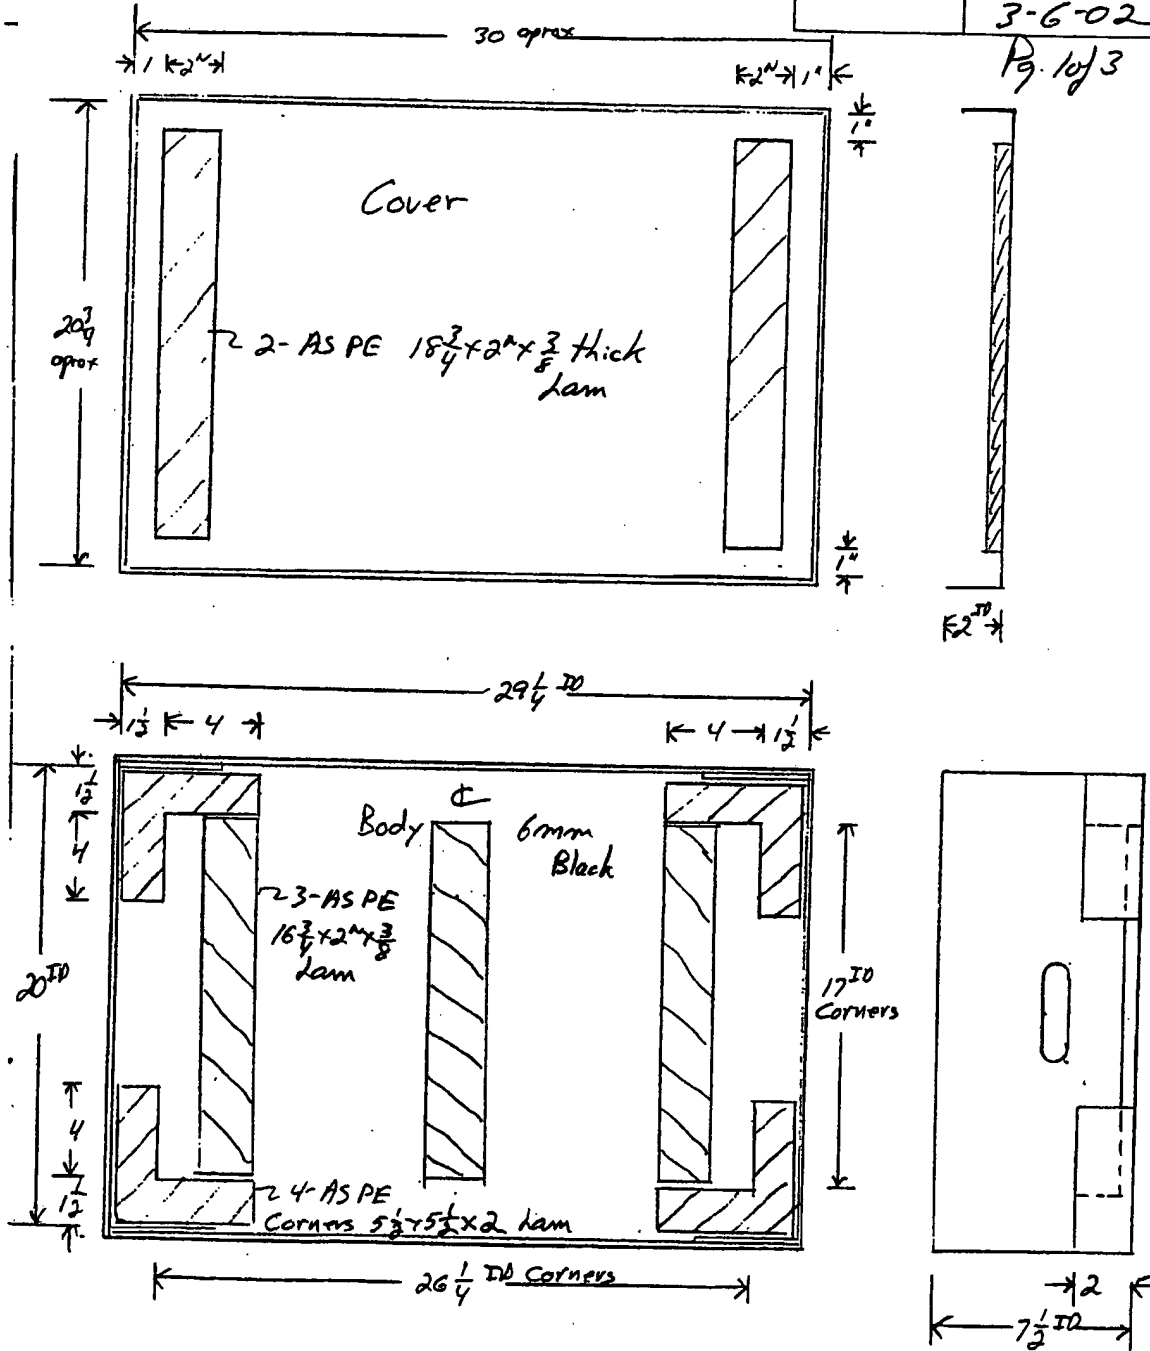 3-6-02
Pg. 1 of 3
30 aprox
1 2" 2" 1"
1"
Cover
20 3/4
aprox
2-AS PE 18 3/4 x 2" x 3/8 thick
Lam
1"
2 ID
29 1/4 ID
1 1/2 4 4 1 1/2
1 1/2
4
Body ℄ 6mm
Black
3-AS PE
16 3/4 x 2" x 3/8
Lam
20 ID
17 ID
Corners
4
1 1/2
4-AS PE
Corners 5 1/2 x 5 1/2 x 2 Lam
26 1/4 ID Corners
2
7 1/2 ID